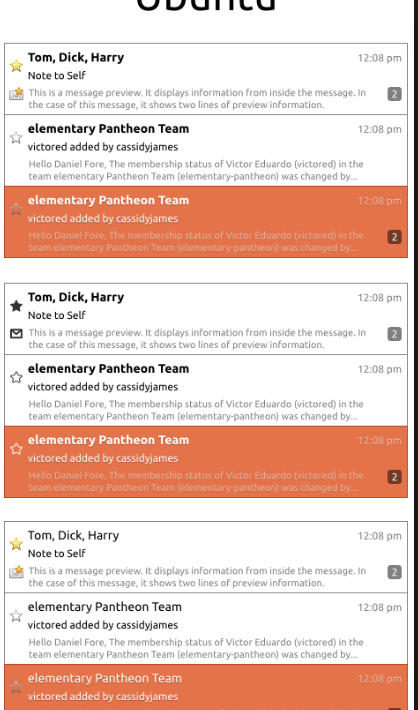 Ubuntu
Tom, Dick, Harry 12:08 pm
Note to Self
This is a message preview. It displays information from inside the message. In 2
the case of this message, it shows two lines of preview information.
elementary Pantheon Team 12:08 pm
victored added by cassidyjames
Hello Daniel Fore, The membership status of Victor Eduardo (victored) in the
team elementary Pantheon Team (elementary-pantheon) was changed by...
elementary Pantheon Team 12:08 pm
victored added by cassidyjames
Hello Daniel Fore, The membership status of Victor Eduardo (victored) in the 2
team elementary Pantheon Team (elementary-pantheon) was changed by...
Tom, Dick, Harry 12:08 pm
Note to Self
This is a message preview. It displays information from inside the message. In 2
the case of this message, it shows two lines of preview information.
elementary Pantheon Team 12:08 pm
victored added by cassidyjames
Hello Daniel Fore, The membership status of Victor Eduardo (victored) in the
team elementary Pantheon Team (elementary-pantheon) was changed by...
elementary Pantheon Team 12:08 pm
victored added by cassidyjames
Hello Daniel Fore, The membership status of Victor Eduardo (victored) in the 2
team elementary Pantheon Team (elementary-pantheon) was changed by...
Tom, Dick, Harry 12:08 pm
Note to Self
This is a message preview. It displays information from inside the message. In 2
the case of this message, it shows two lines of preview information.
elementary Pantheon Team 12:08 pm
victored added by cassidyjames
Hello Daniel Fore, The membership status of Victor Eduardo (victored) in the
team elementary Pantheon Team (elementary-pantheon) was changed by...
elementary Pantheon Team 12:08 pm
victored added by cassidyjames